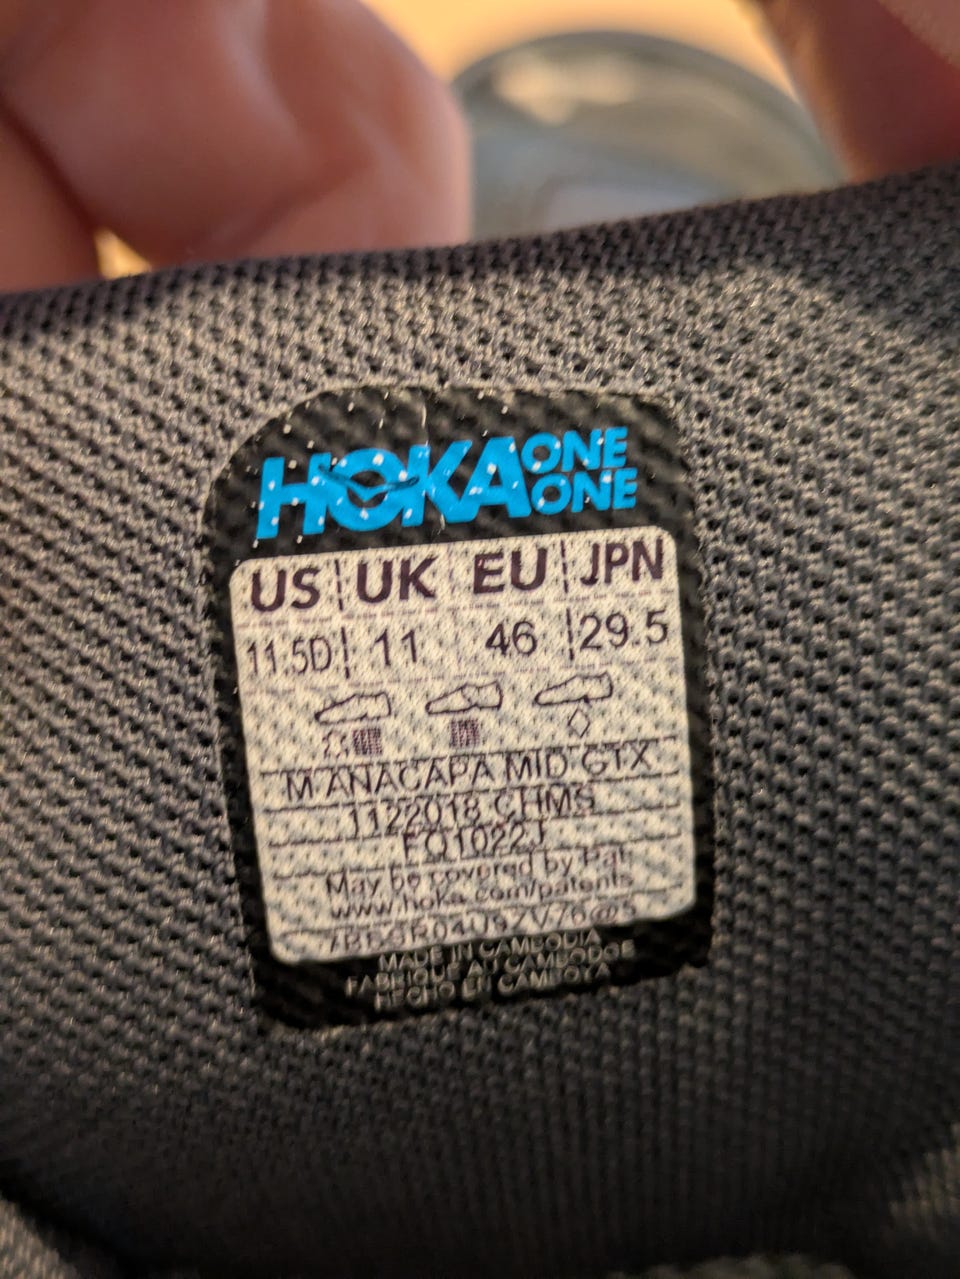 HOKA ONE ONE
US UK EU JPN
11.5D 11 46 29.5
M ANACAPA MID GTX
1122018 CHMS
FQ1022J
May be covered by Pat:
www.hoka.com/patents
MADE IN CAMBODIA
FABRIQUÉ AU CAMBODGE
HECHO EN CAMBOYA